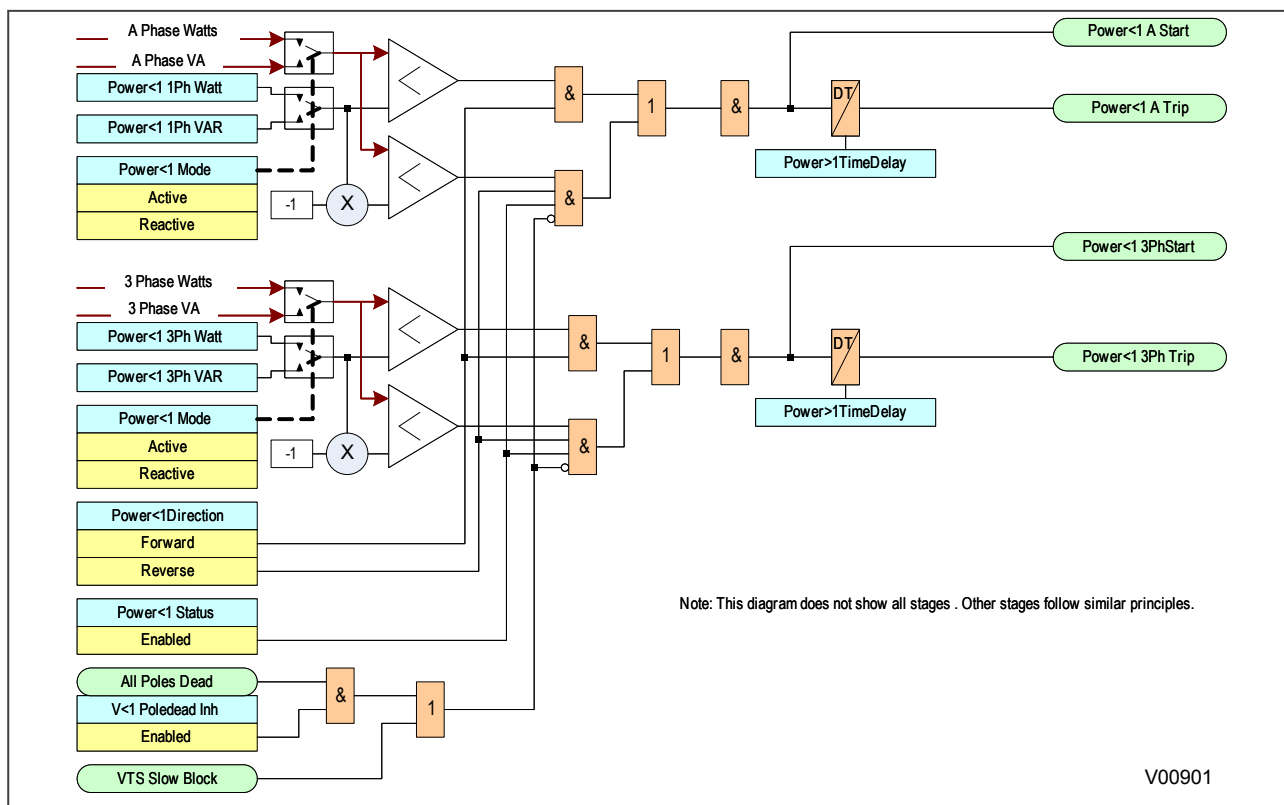 A Phase Watts
A Phase VA
Power<1 1Ph Watt
Power<1 1Ph VAR
Power<1 Mode
Active
Reactive
-1
X
&
&
1
&
DT
Power>1TimeDelay
Power<1 A Start
Power<1 A Trip
3 Phase Watts
3 Phase VA
Power<1 3Ph Watt
Power<1 3Ph VAR
Power<1 Mode
Active
Reactive
-1
X
&
&
1
&
DT
Power>1TimeDelay
Power<1 3PhStart
Power<1 3Ph Trip
Power<1Direction
Forward
Reverse
Power<1 Status
Enabled
All Poles Dead
V<1 Poledead Inh
Enabled
VTS Slow Block
&
1
Note: This diagram does not show all stages . Other stages follow similar principles.
V00901